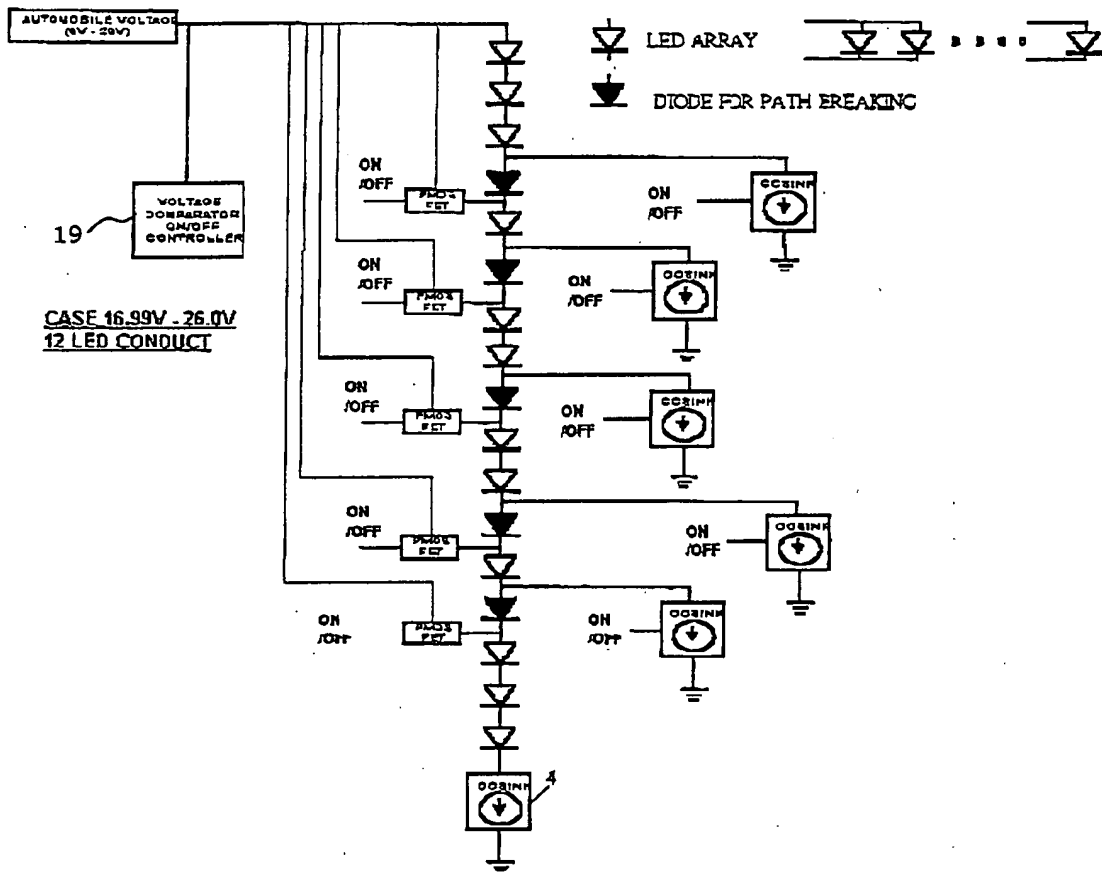 AUTOMOBILE VOLTAGE
LED ARRAY
DIODE FOR PATH BREAKING
ON
/OFF
PMOS
FET
ON
/OFF
CCSINK
VOLTAGE
COMPARATOR
ON/OFF
CONTROLLER
19
ON
/OFF
PMOS
FET
ON
/OFF
CCSINK
CASE 16.99V - 26.0V
12 LED CONDUCT
ON
/OFF
PMOS
FET
ON
/OFF
CCSINK
ON
/OFF
PMOS
FET
ON
/OFF
CCSINK
ON
/OFF
PMOS
FET
ON
/OFF
CCSINK
CCSINK
4